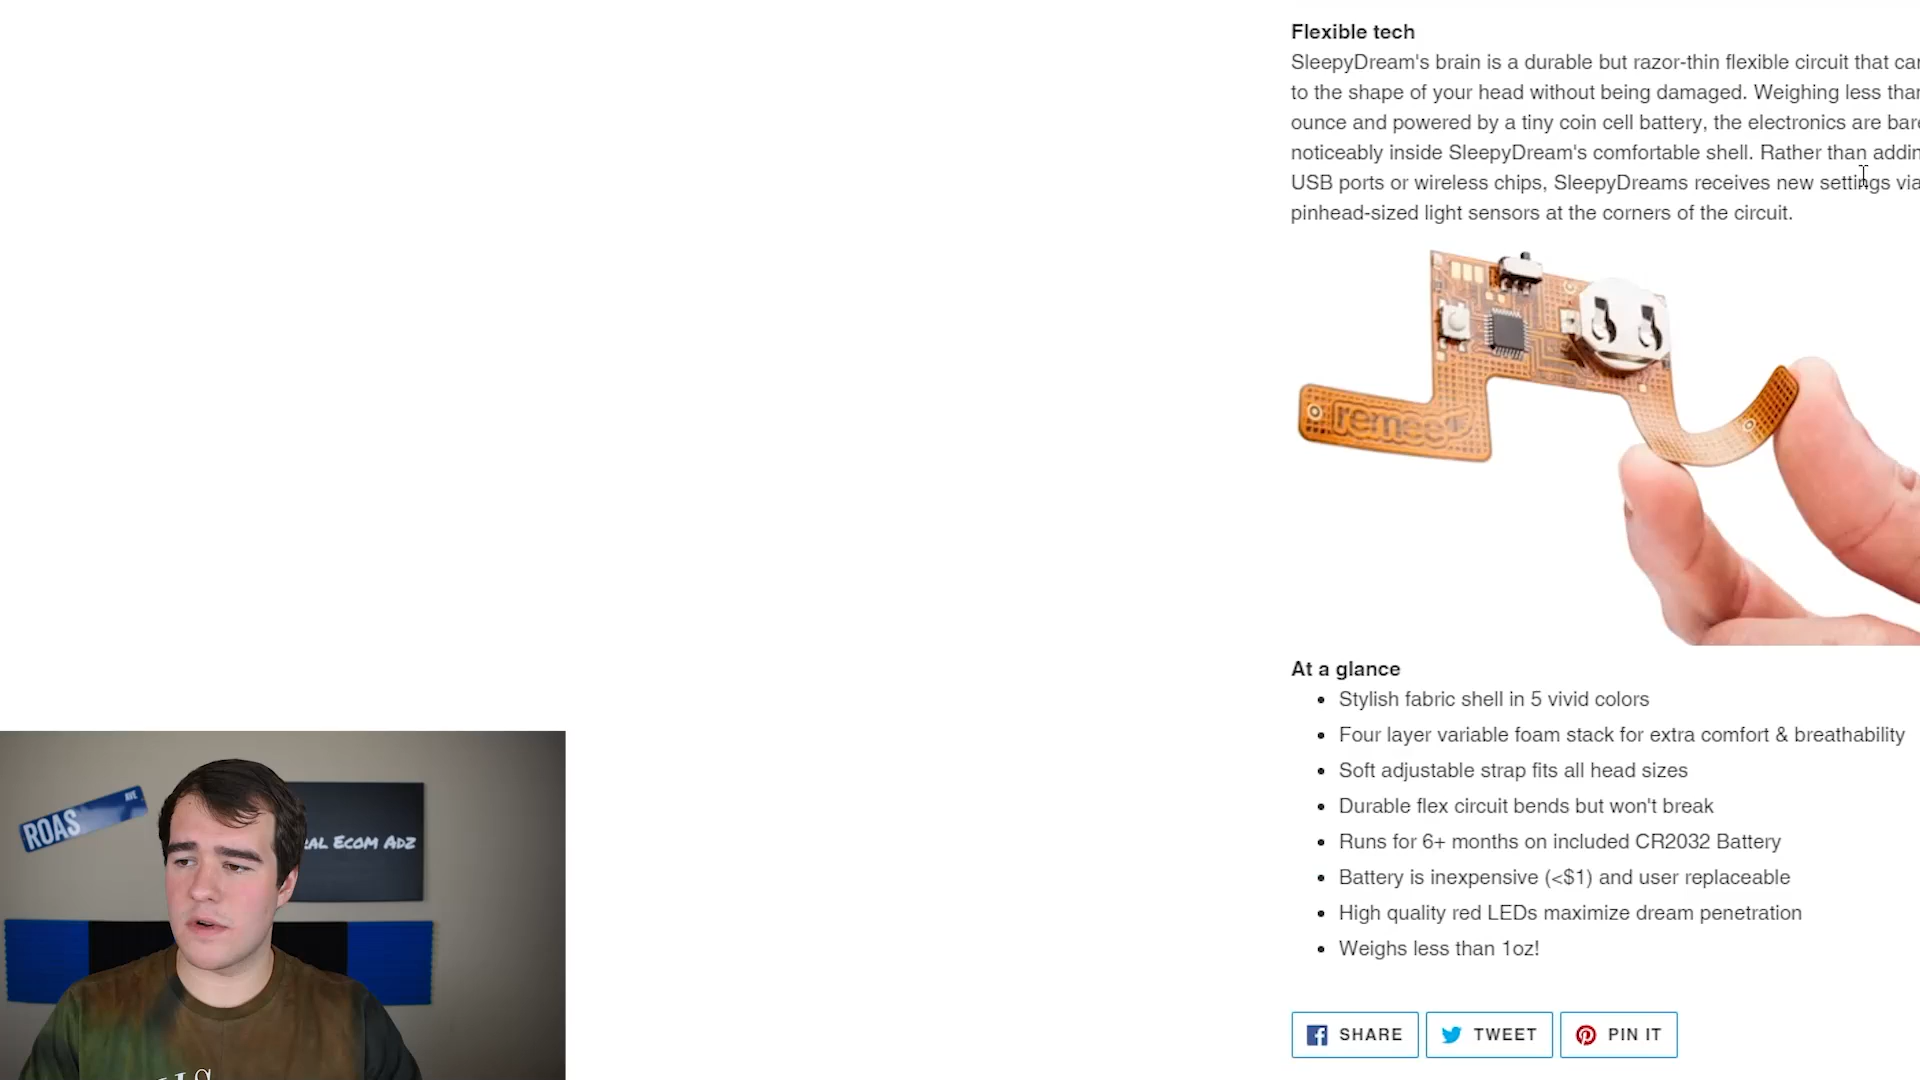 Flexible tech
SleepyDream's brain is a durable but razor-thin flexible circuit that
to the shape of your head without being damaged. Weighing less
ounce and powered by a tiny coin cell battery, the electronics are
noticeably inside SleepyDream's comfortable shell. Rather than
USB ports or wireless chips, SleepyDreams receives new settings via
pinhead-sized light sensors at the corners of the circuit.
remee
At a glance
• Stylish fabric shell in 5 vivid colors
• Four layer variable foam stack for extra comfort & breathability
• Soft adjustable strap fits all head sizes
• Durable flex circuit bends but won't break
• Runs for 6+ months on included CR2032 Battery
• Battery is inexpensive (<$1) and user replaceable
• High quality red LEDs maximize dream penetration
• Weighs less than 1oz!
ROAS AVE
ECOM ADZ
SHARE TWEET PIN IT